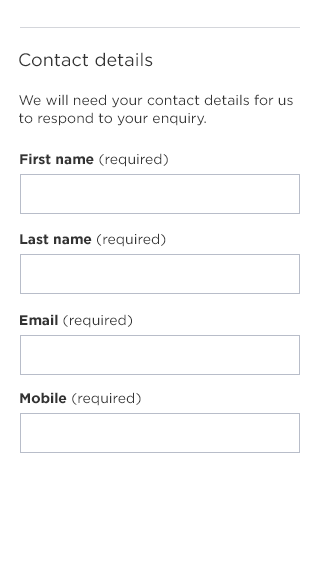 Contact details
We will need your contact details for us
to respond to your enquiry.
First name (required)
Last name (required)
Email (required)
Mobile (required)